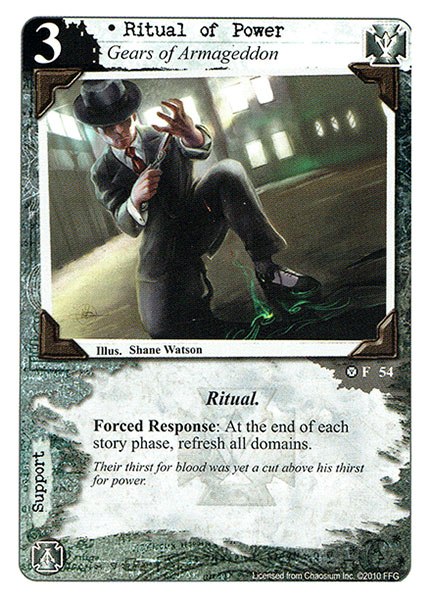 3
• Ritual of Power
Gears of Armageddon
Illus. Shane Watson
F 54
Ritual.
Forced Response: At the end of each
story phase, refresh all domains.
Their thirst for blood was yet a cut above his thirst
for power.
Support
Licensed from Chaosium Inc. ©2010 FFG